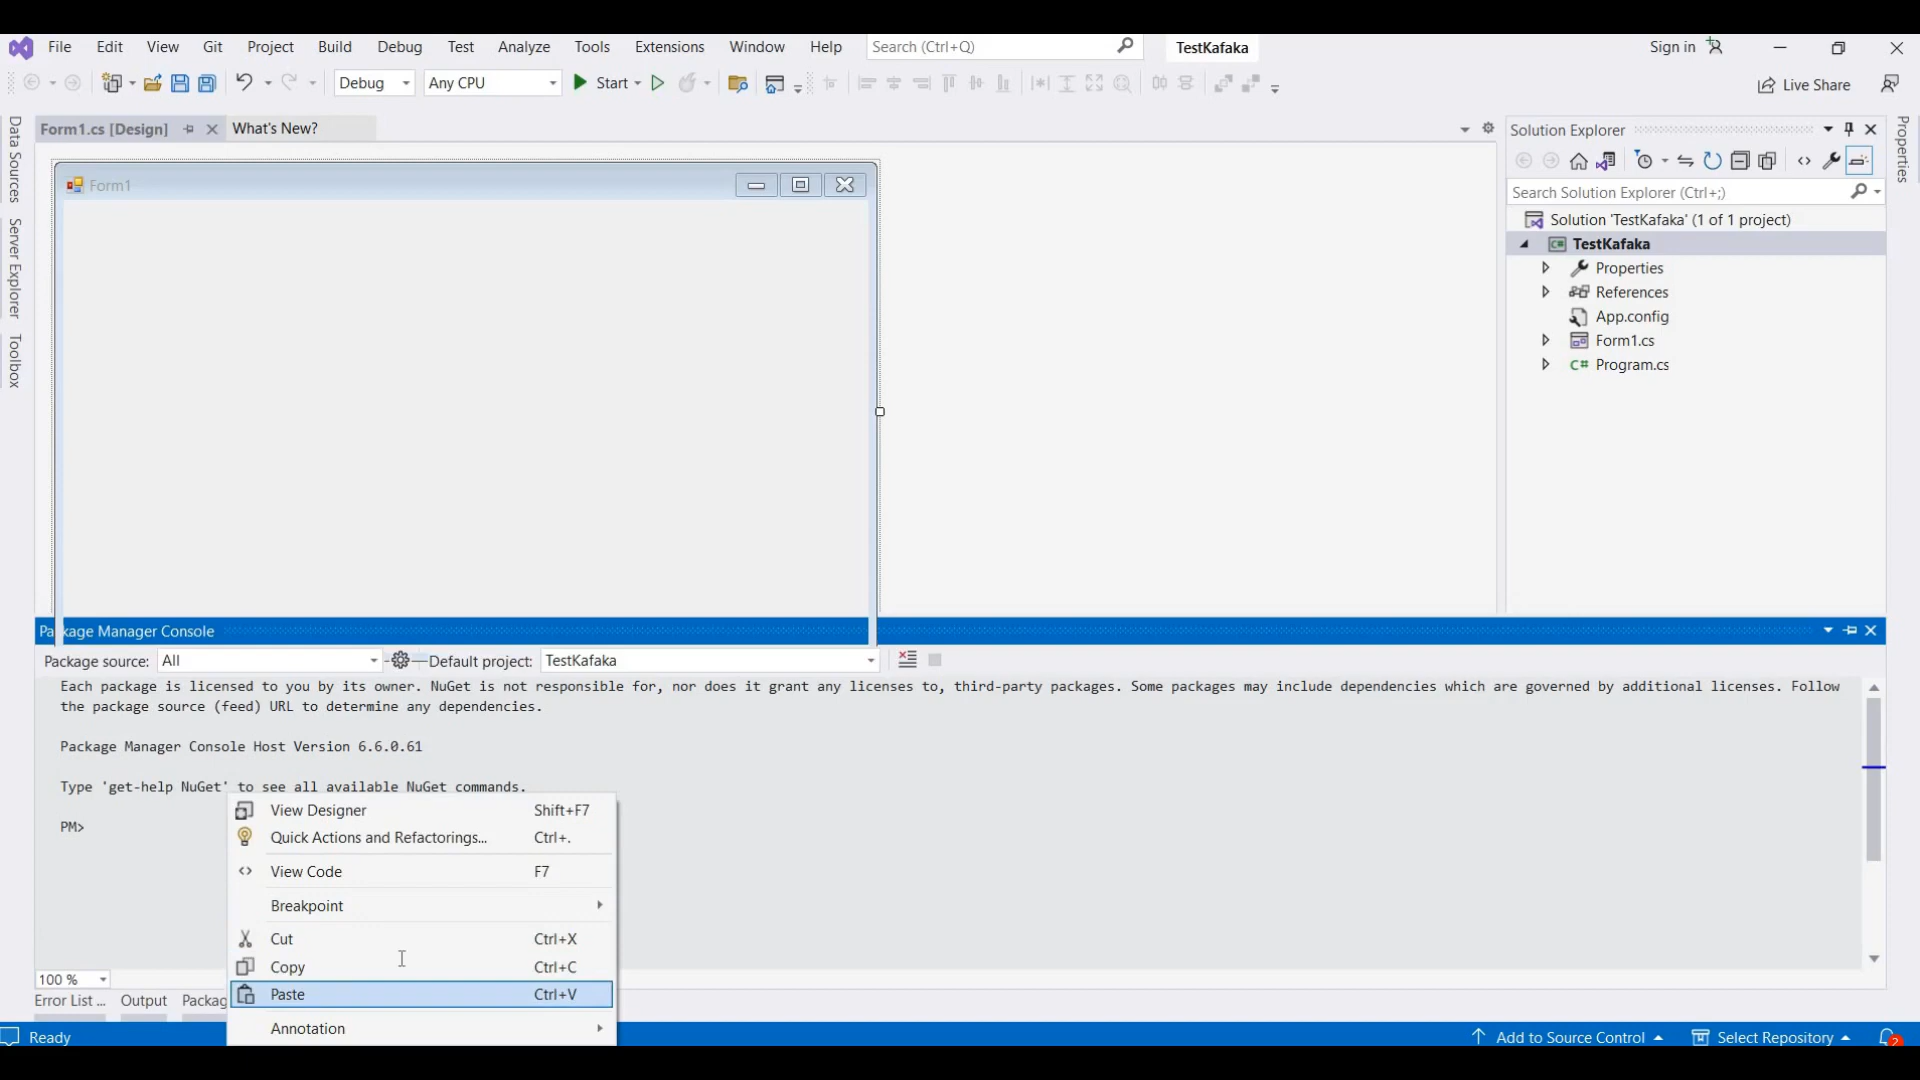 File Edit View Git Project Build Debug Test Analyze Tools Extensions Window Help Search (Ctrl+Q) TestKafaka Sign in
Debug Any CPU Start Live Share
Data Sources
Server Explorer
Toolbox
Form1.cs [Design] What's New?
Form1
Solution Explorer
Search Solution Explorer (Ctrl+;)
Solution 'TestKafaka' (1 of 1 project)
TestKafaka
Properties
References
App.config
Form1.cs
Program.cs
Properties
Package Manager Console
Package source: All Default project: TestKafaka
Each package is licensed to you by its owner. NuGet is not responsible for, nor does it grant any licenses to, third-party packages. Some packages may include dependencies which are governed by additional licenses. Follow
the package source (feed) URL to determine any dependencies.
Package Manager Console Host Version 6.6.0.61
Type 'get-help NuGet' to see all available NuGet commands.
PM>
View Designer Shift+F7
Quick Actions and Refactorings... Ctrl+.
View Code F7
Breakpoint
Cut Ctrl+X
Copy Ctrl+C
Paste Ctrl+V
Annotation
100 %
Error List ... Output Packag
Ready Add to Source Control Select Repository 2